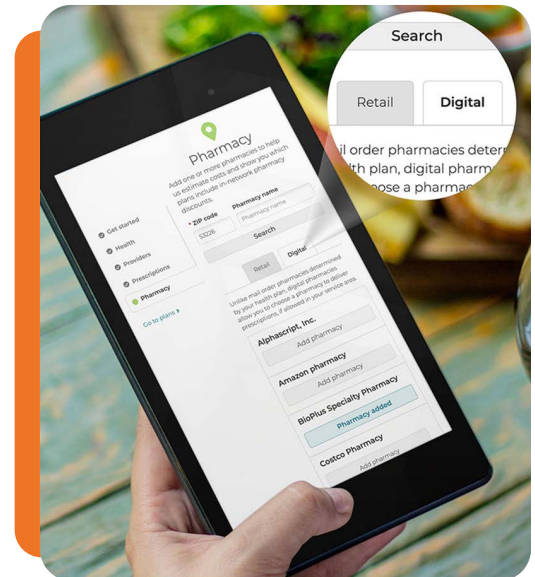 Search
Retail
Digital
il order pharmacies deter
lth plan, digital pharm
oose a pharmac
Pharmacy
Add one or more pharmacies to help
us estimate costs and show you which
plans include in-network pharmacy
discounts.
* ZIP code
Pharmacy name
53226
Pharmacy name
Search
Get started
Health
Providers
Prescriptions
Pharmacy
Go to plans >
Retail
Digital
Unlike mail order pharmacies determined
by your health plan, digital pharmacies
allow you to choose a pharmacy to deliver
prescriptions, if allowed in your service area.
Alphascript, Inc.
Add pharmacy
Amazon pharmacy
Add pharmacy
BioPlus Specialty Pharmacy
Pharmacy added
Costco Pharmacy
Add pharmacy